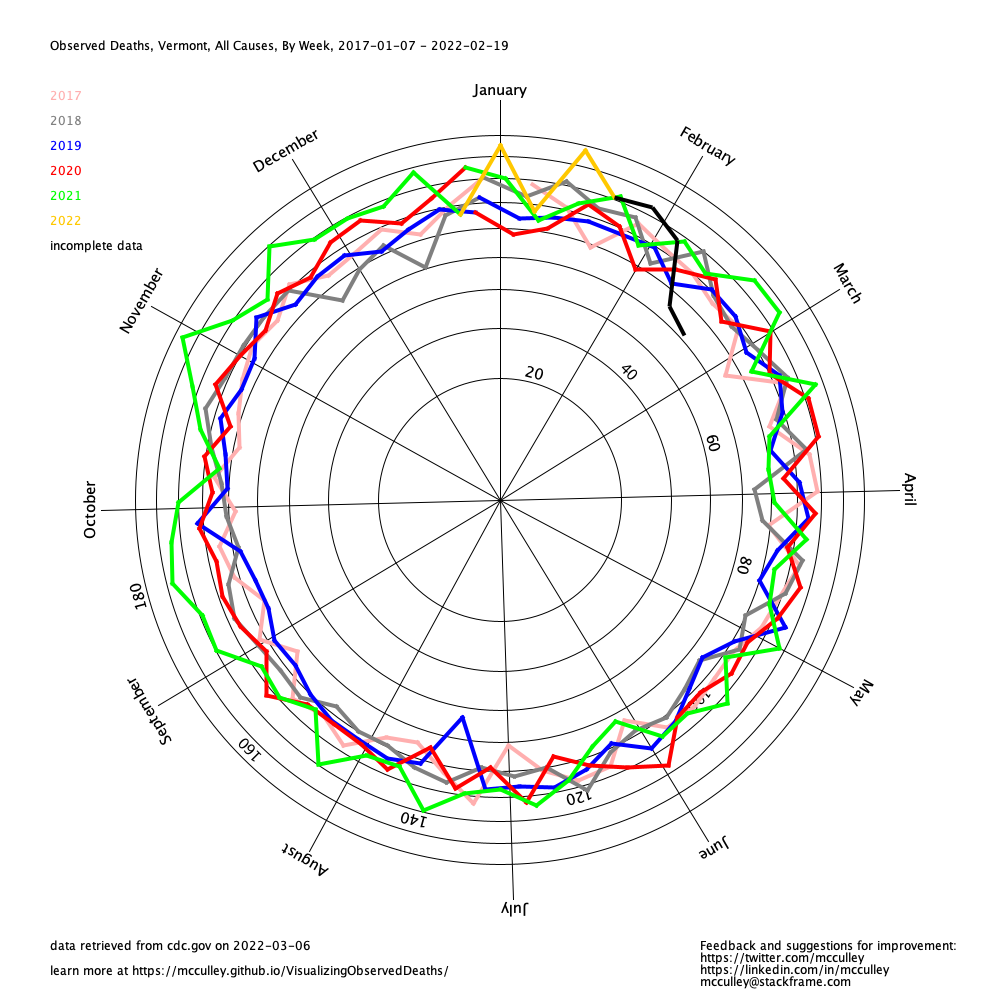 Observed Deaths, Vermont, All Causes, By Week, 2017-01-07 - 2022-02-19
2017
2018
2019
2020
2021
2022
incomplete data
January
February
March
April
May
June
July
August
September
October
November
December
20
40
60
80
120
140
160
180
data retrieved from cdc.gov on 2022-03-06
learn more at https://mcculley.github.io/VisualizingObservedDeaths/
Feedback and suggestions for improvement:
https://twitter.com/mcculley
https://linkedin.com/in/mcculley
mcculley@stackframe.com